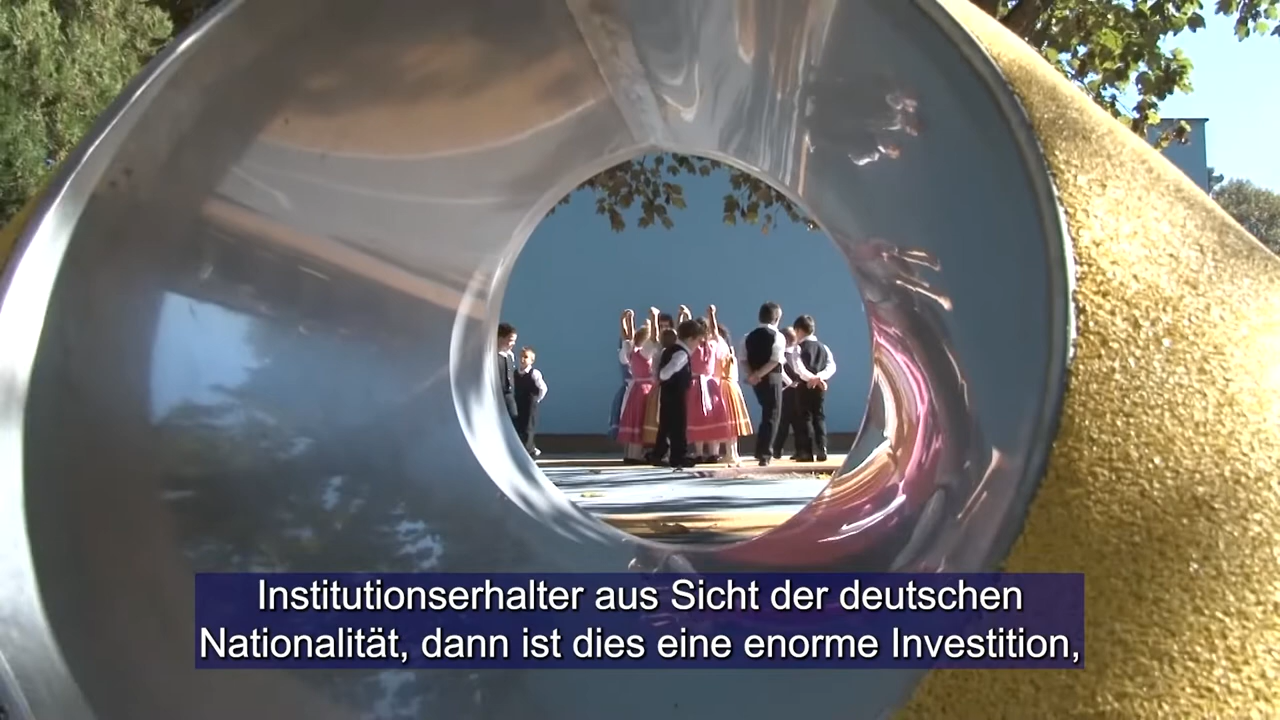 Institutionserhalter aus Sicht der deutschen
Nationalität, dann ist dies eine enorme Investition,